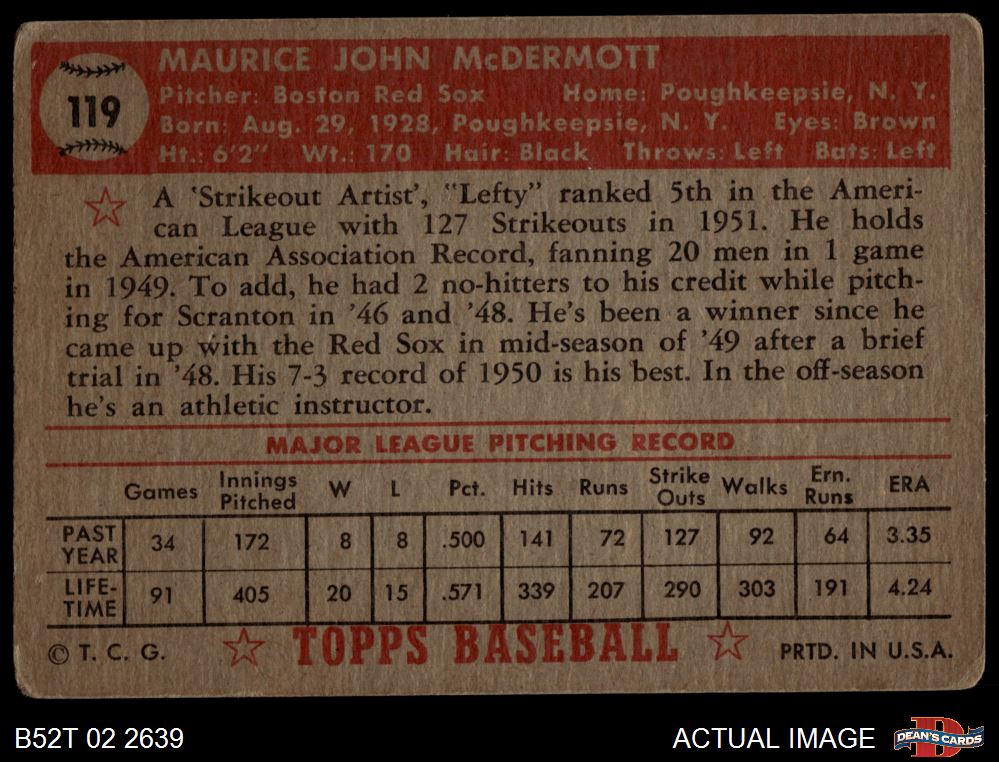 119
MAURICE JOHN McDERMOTT
Pitcher: Boston Red Sox Home: Poughkeepsie, N. Y.
Born: Aug. 29, 1928, Poughkeepsie, N. Y. Eyes: Brown
Ht.: 6'2" Wt.: 170 Hair: Black Throws: Left Bats: Left
A 'Strikeout Artist', "Lefty" ranked 5th in the Ameri-
can League with 127 Strikeouts in 1951. He holds
the American Association Record, fanning 20 men in 1 game
in 1949. To add, he had 2 no-hitters to his credit while pitch-
ing for Scranton in '46 and '48. He's been a winner since he
came up with the Red Sox in mid-season of '49 after a brief
trial in '48. His 7-3 record of 1950 is his best. In the off-season
he's an athletic instructor.
MAJOR LEAGUE PITCHING RECORD
Games Innings Pitched W L Pct. Hits Runs Strike Outs Walks Ern. Runs ERA
PAST YEAR 34 172 8 8 .500 141 72 127 92 64 3.35
LIFE-TIME 91 405 20 15 .571 339 207 290 303 191 4.24
© T. C. G. TOPPS BASEBALL PRTD. IN U.S.A.
B52T 02 2639 ACTUAL IMAGE DEAN'S CARDS